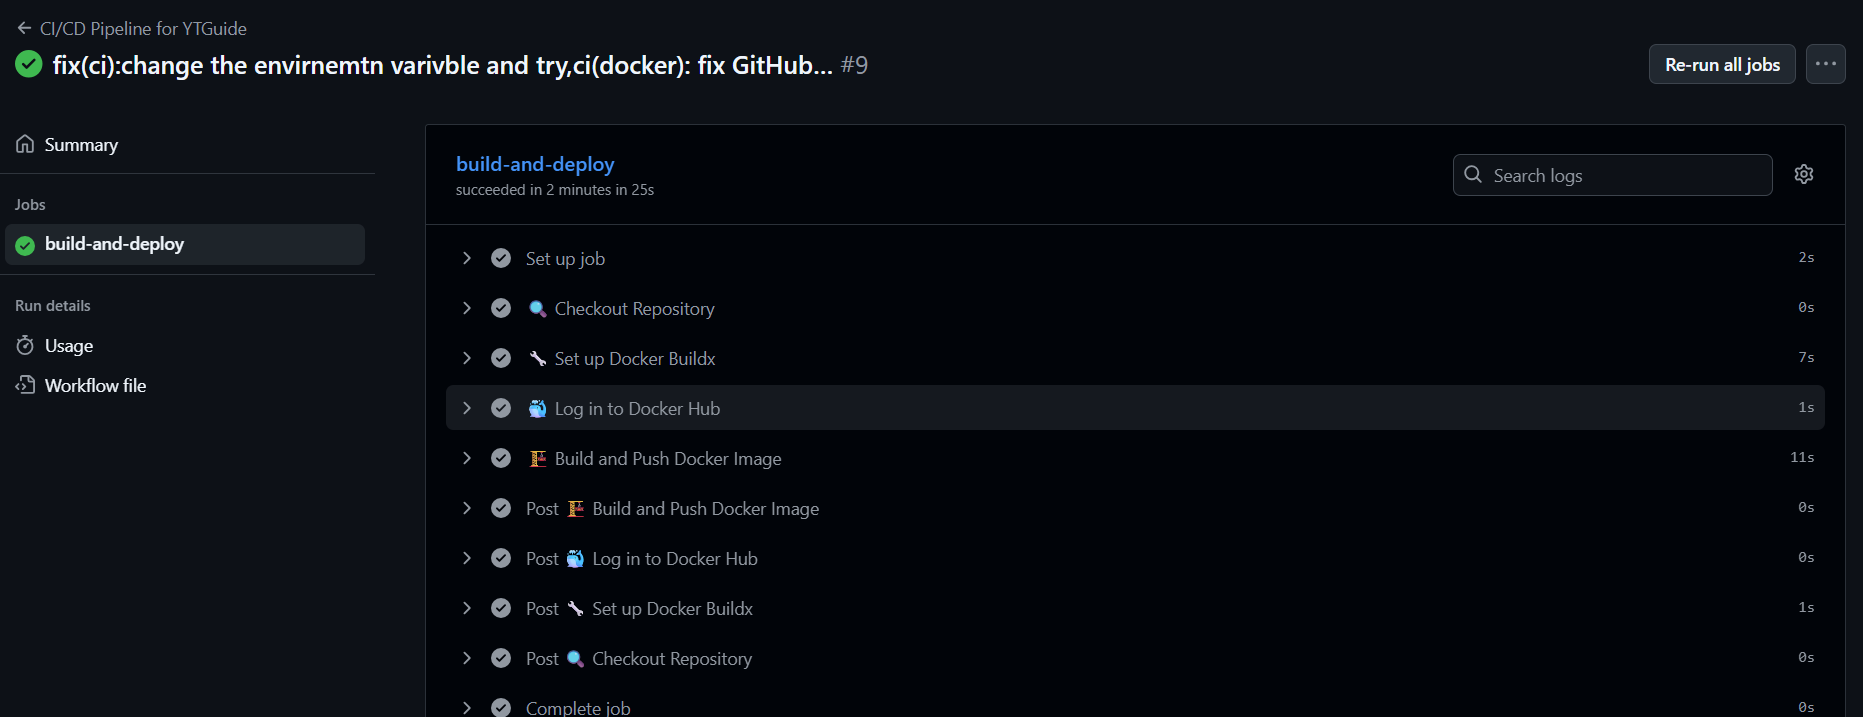 CI/CD Pipeline for YTGuide
fix(ci):change the envirnemtn varivble and try,ci(docker): fix GitHub... #9
Re-run all jobs
Summary
Jobs
build-and-deploy
Run details
Usage
Workflow file
build-and-deploy
succeeded in 2 minutes in 25s
Search logs
Set up job 2s
🔍 Checkout Repository 0s
🔧 Set up Docker Buildx 7s
🐳 Log in to Docker Hub 1s
🏗️ Build and Push Docker Image 11s
Post 🏗️ Build and Push Docker Image 0s
Post 🐳 Log in to Docker Hub 0s
Post 🔧 Set up Docker Buildx 1s
Post 🔍 Checkout Repository 0s
Complete job 0s